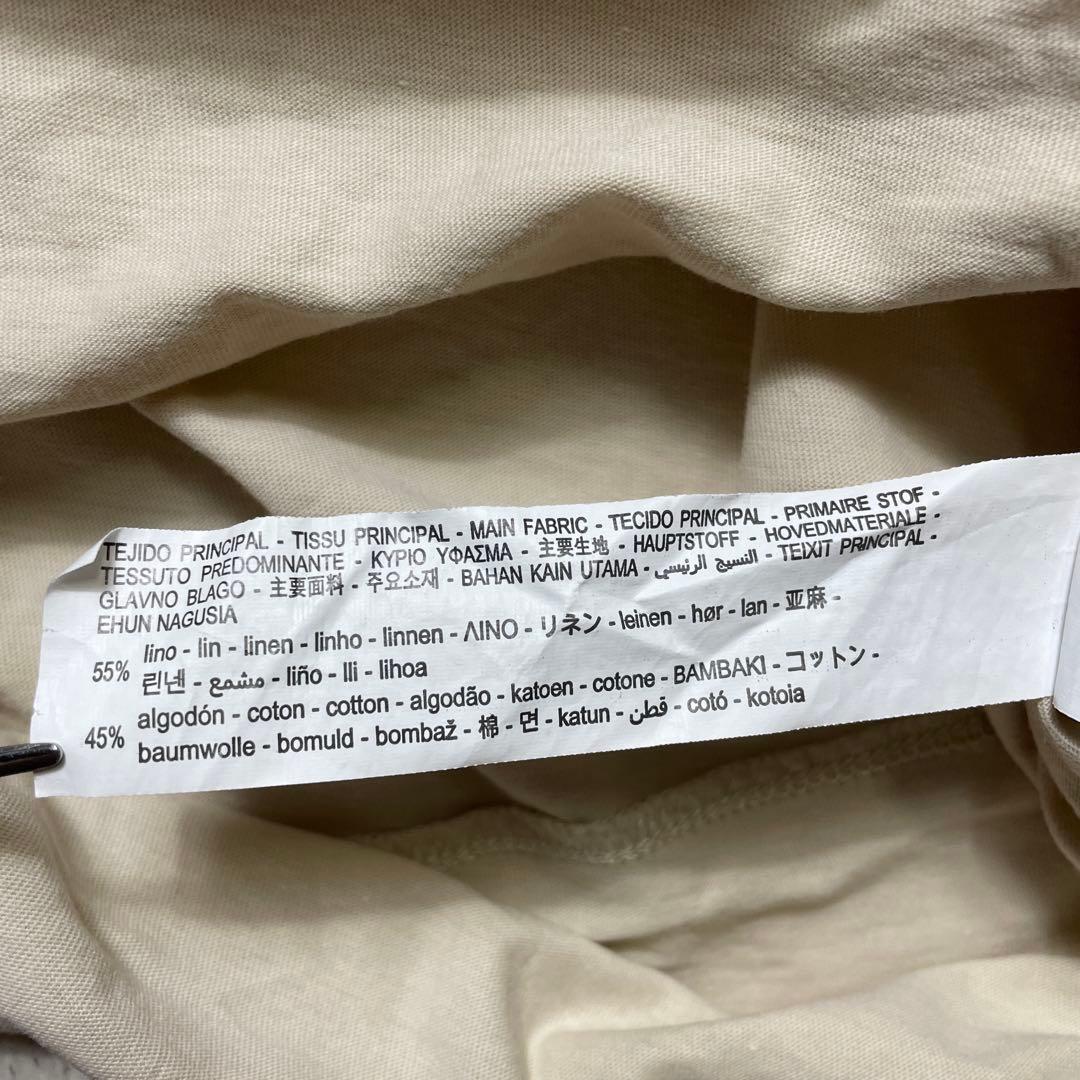 TEJIDO PRINCIPAL - TISSU PRINCIPAL - MAIN FABRIC - TECIDO PRINCIPAL - PRIMAIRE STOF -
TESSUTO PREDOMINANTE - ΚΥΡΙΟ ΥΦΑΣΜΑ - 主要生地 - HAUPTSTOFF - HOVEDMATERIALE -
GLAVNO BLAGO - 主要面料 - 주요소재 - BAHAN KAIN UTAMA - النسيج الرئيسي - TEIXIT PRINCIPAL -
EHUN NAGUSIA
55% lino - lin - linen - linho - linnen - ΛΙΝΟ - リネン - leinen - hør - lan - 亚麻 -
린넨 - مشمع - liño - lli - lihoa
45% algodón - coton - cotton - algodão - katoen - cotone - BAMBAKI - コットン -
baumwolle - bomuld - bombaž - 棉 - 면 - katun - قطن - cotó - kotoia